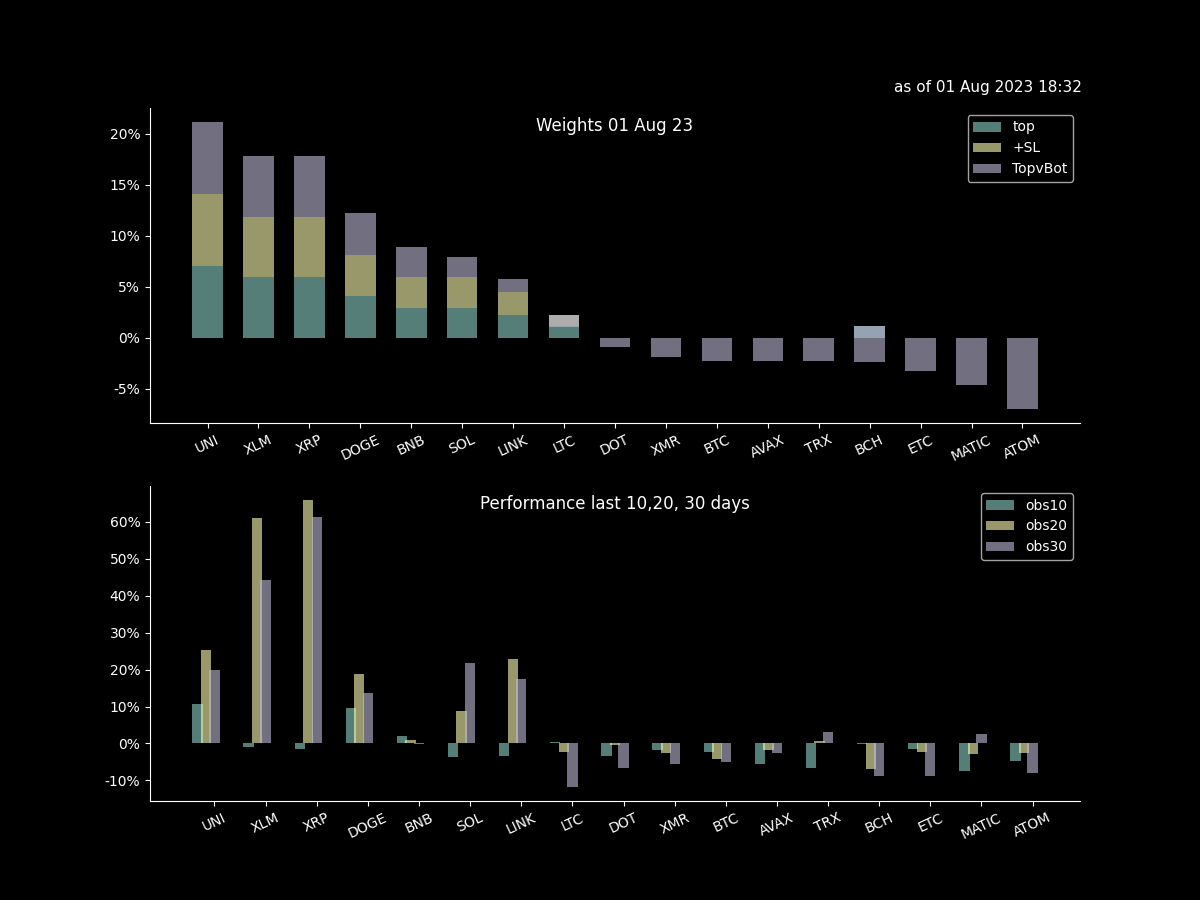 as of 01 Aug 2023 18:32
Weights 01 Aug 23
top
+SL
TopvBot
20%
15%
10%
5%
0%
-5%
UNI XLM XRP DOGE BNB SOL LINK LTC DOT XMR BTC AVAX TRX BCH ETC MATIC ATOM
Performance last 10,20, 30 days
obs10
obs20
obs30
60%
50%
40%
30%
20%
10%
0%
-10%
UNI XLM XRP DOGE BNB SOL LINK LTC DOT XMR BTC AVAX TRX BCH ETC MATIC ATOM